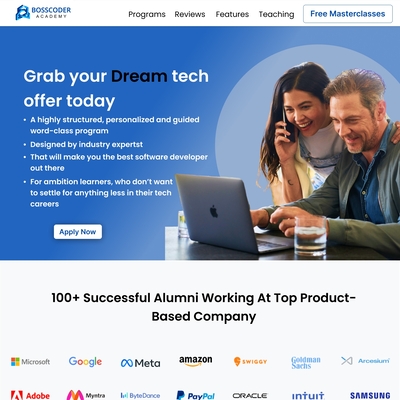 BOSSCODER
ACADEMY
Programs Reviews Features Teaching Free Masterclasses
Grab your Dream tech
offer today
• A highly structured, personalized and guided
word-class program
• Designed by industry expertst
• That will make you the best software developer
out there
• For ambition learners, who don’t want
to settle for anything less in their tech
careers
Apply Now
100+ Successful Alumni Working At Top Product-
Based Company
Microsoft Google Meta amazon SWIGGY Goldman
Sachs Arcesium
Adobe Myntra ByteDance PayPal ORACLE INTUIT SAMSUNG